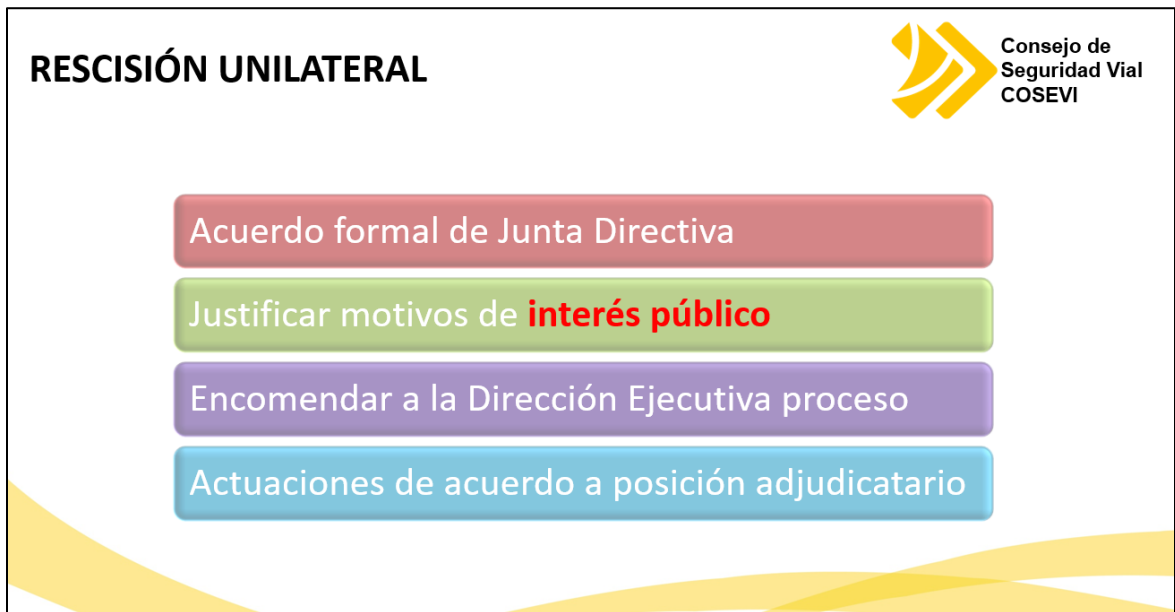 RESCISIÓN UNILATERAL
Consejo de
Seguridad Vial
COSEVI
Acuerdo formal de Junta Directiva
Justificar motivos de interés público
Encomendar a la Dirección Ejecutiva proceso
Actuaciones de acuerdo a posición adjudicatario